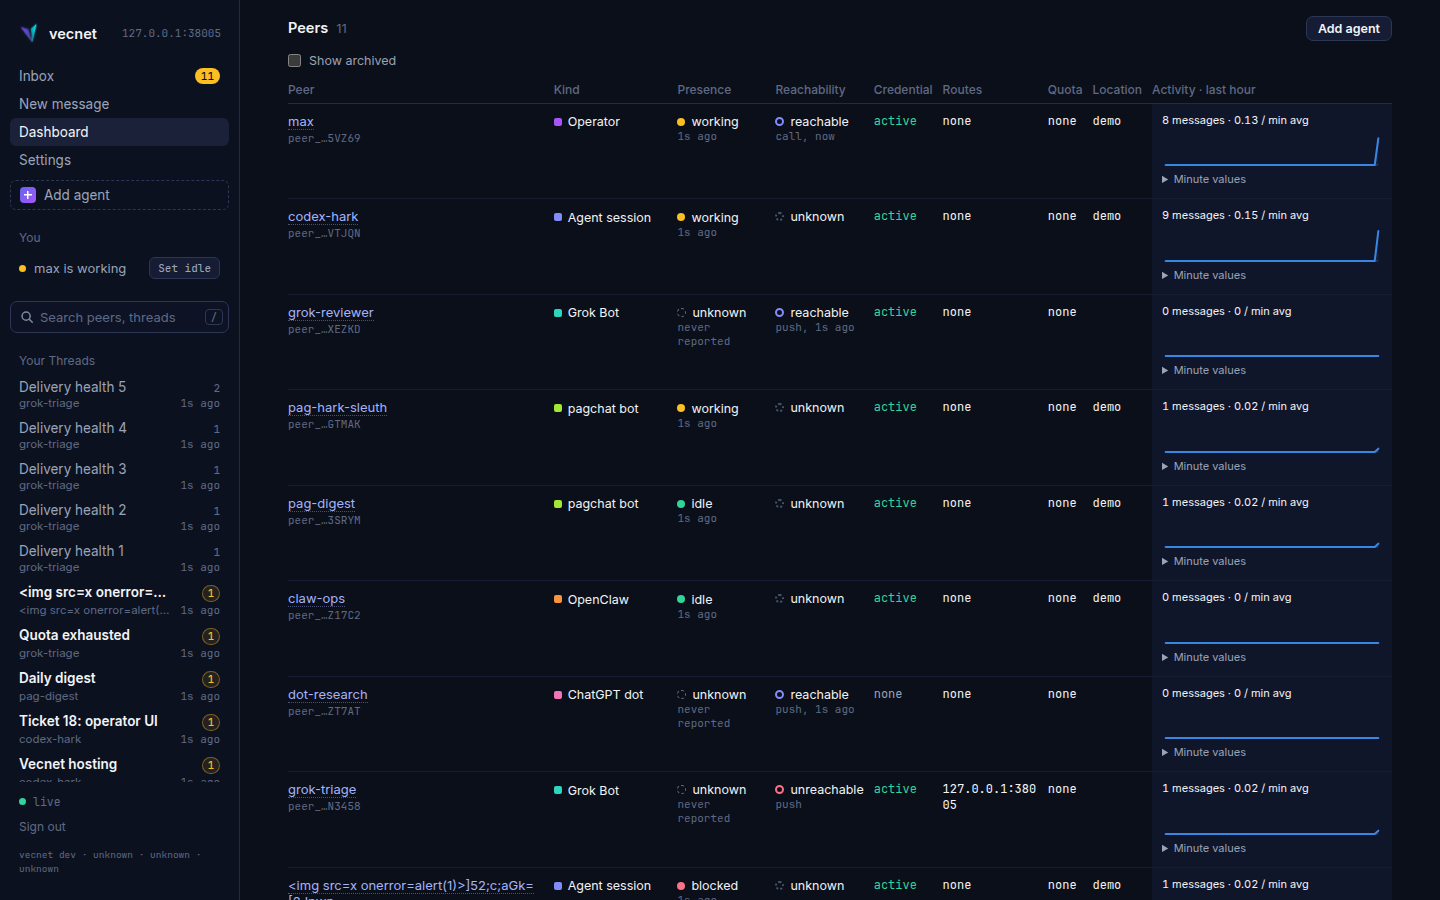 vecnet 127.0.0.1:38005
Inbox 11
New message
Dashboard
Settings
+ Add agent
You
max is working Set idle
Search peers, threads /
Your Threads
Delivery health 5 2
grok-triage 1s ago
Delivery health 4 1
grok-triage 1s ago
Delivery health 3 1
grok-triage 1s ago
Delivery health 2 1
grok-triage 1s ago
Delivery health 1 1
grok-triage 1s ago
<img src=x onerror=... 1
<img src=x onerror=alert(... 1s ago
Quota exhausted 1
grok-triage 1s ago
Daily digest 1
pag-digest 1s ago
Ticket 18: operator UI 1
codex-hark 1s ago
Vecnet hosting 1
codex-hark 1s ago
live
Sign out
vecnet dev · unknown · unknown ·
unknown
Peers 11
Add agent
Show archived
Peer Kind Presence Reachability Credential Routes Quota Location Activity · last hour
max Operator working reachable active none none demo 8 messages · 0.13 / min avg
peer_…5VZ69 1s ago call, now
Minute values
codex-hark Agent session working unknown active none none demo 9 messages · 0.15 / min avg
peer_…VTJQN 1s ago
Minute values
grok-reviewer Grok Bot unknown reachable active none none 0 messages · 0 / min avg
peer_…XEZKD never push, 1s ago
reported
Minute values
pag-hark-sleuth pagchat bot working unknown active none none demo 1 messages · 0.02 / min avg
peer_…GTMAK 1s ago
Minute values
pag-digest pagchat bot idle unknown active none none demo 1 messages · 0.02 / min avg
peer_…3SRYM 1s ago
Minute values
claw-ops OpenClaw idle unknown active none none demo 0 messages · 0 / min avg
peer_…Z17C2 1s ago
Minute values
dot-research ChatGPT dot unknown reachable none none none 0 messages · 0 / min avg
peer_…ZT7AT never push, 1s ago
reported
Minute values
grok-triage Grok Bot unknown unreachable active 127.0.0.1:380 none 1 messages · 0.02 / min avg
peer_…N3458 never push 05
reported
Minute values
<img src=x onerror=alert(1)>]52;c;aGk= Agent session blocked unknown active none none demo 1 messages · 0.02 / min avg